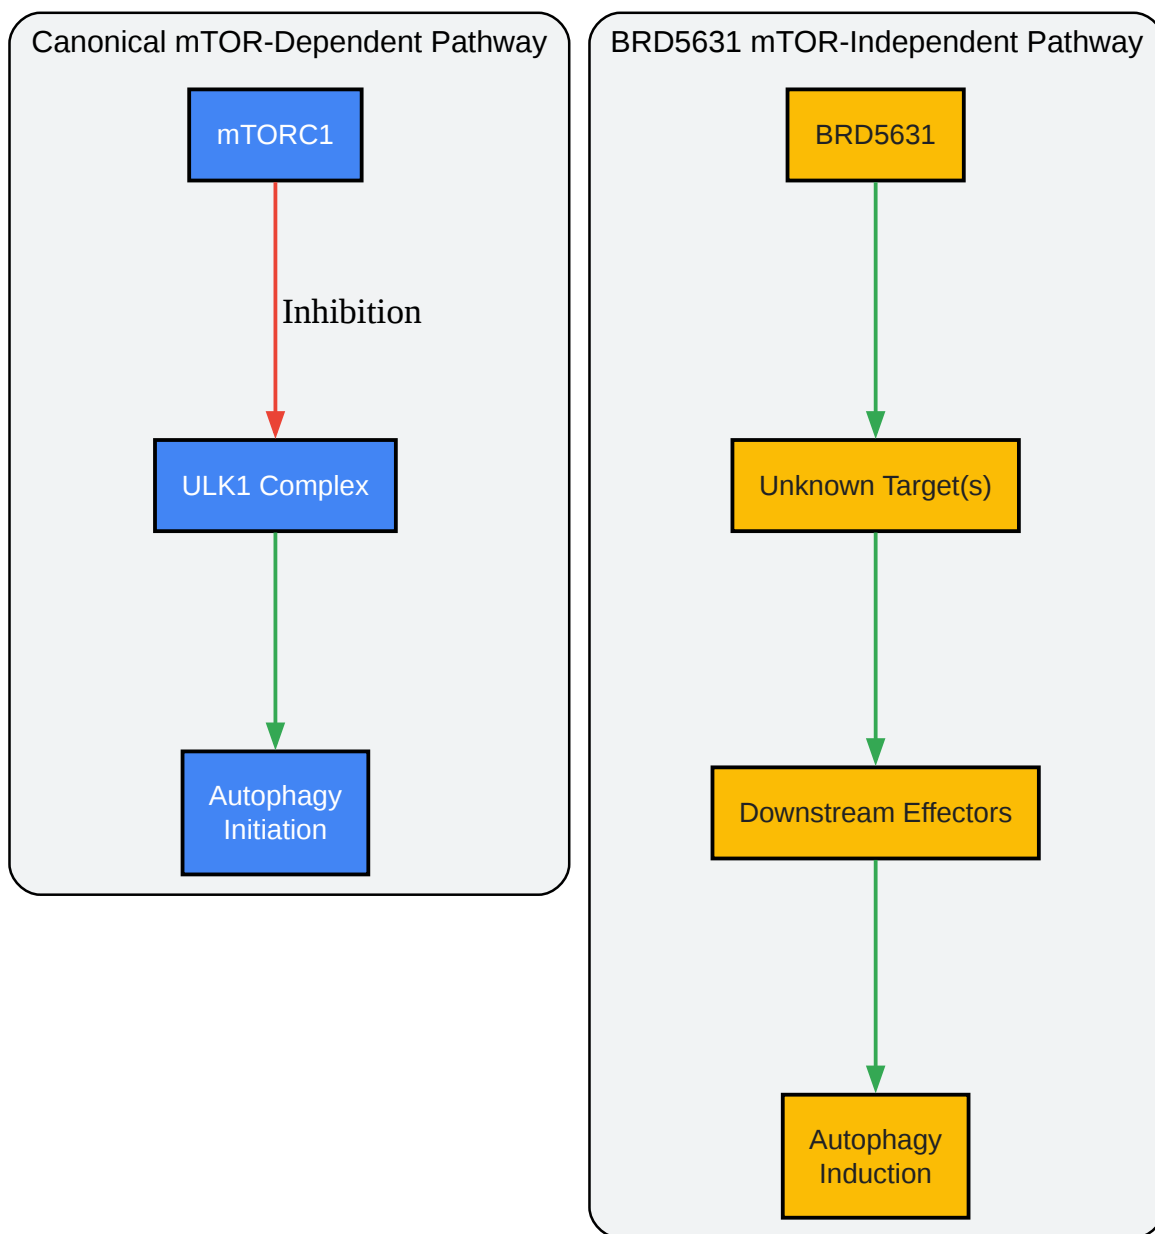 Canonical mTOR-Dependent Pathway
mTORC1
Inhibition
ULK1 Complex
Autophagy
Initiation
BRD5631 mTOR-Independent Pathway
BRD5631
Unknown Target(s)
Downstream Effectors
Autophagy
Induction